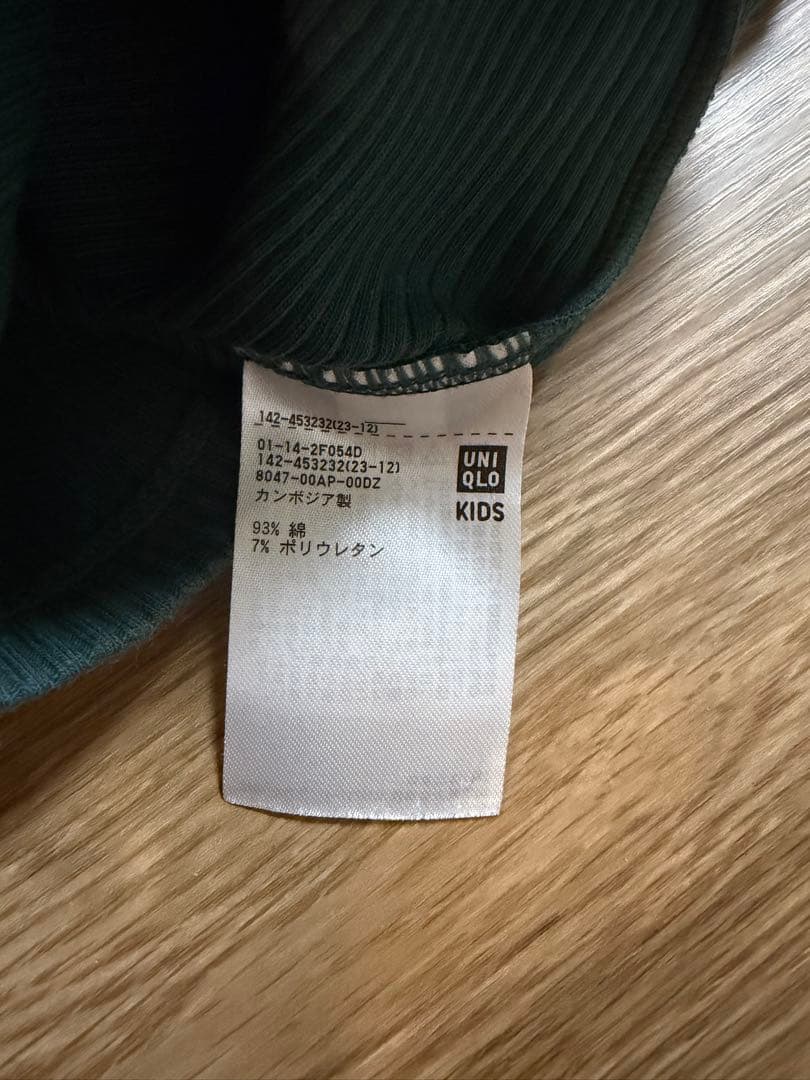 142-453232(23-12)
01-14-2F054D
142-453232(23-12)
8047-00AP-00DZ
カンボジア製
93% 綿
7% ポリウレタン
UNI
QLO
KIDS